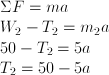 ΣF = ma
W₂ − T₂ = m₂a
50 − T₂ = 5a
T₂ = 50 − 5a